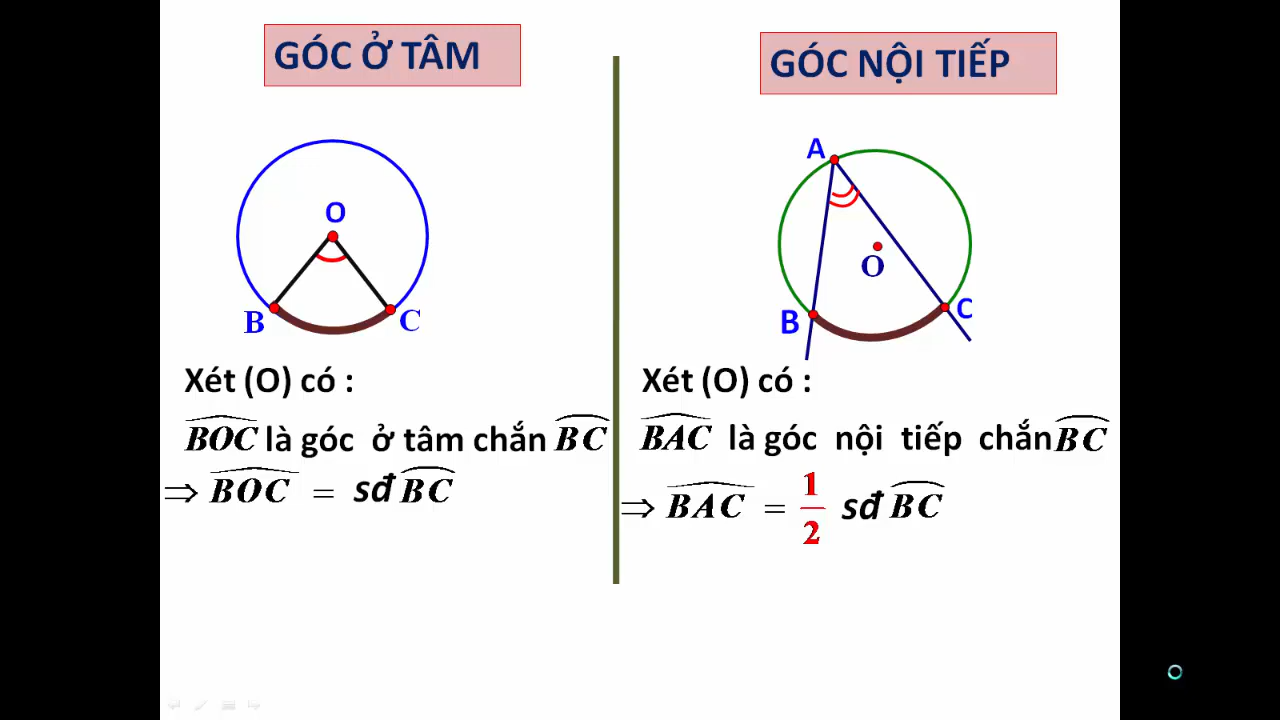 GÓC Ở TÂM
O
B
C
Xét (O) có :
BOC là góc ở tâm chắn BC
⇒ BOC = sđ BC
GÓC NỘI TIẾP
A
O
B
C
Xét (O) có :
BAC là góc nội tiếp chắn BC
⇒ BAC = 1/2 sđ BC